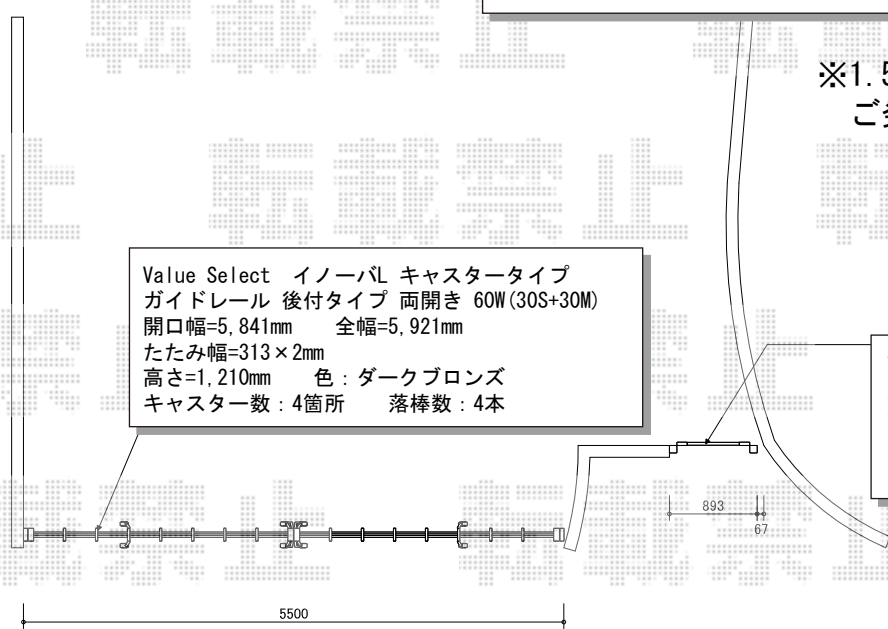 ※1.5
ご
Value Select イノーバL キャスタータイプ
ガイドレール 後付タイプ 両開き 60W(30S+30M)
開口幅=5,841mm 全幅=5,921mm
たたみ幅=313×2mm
高さ=1,210mm 色：ダークブロンズ
キャスター数：4箇所 落棒数：4本
893
67
5500
転載禁止